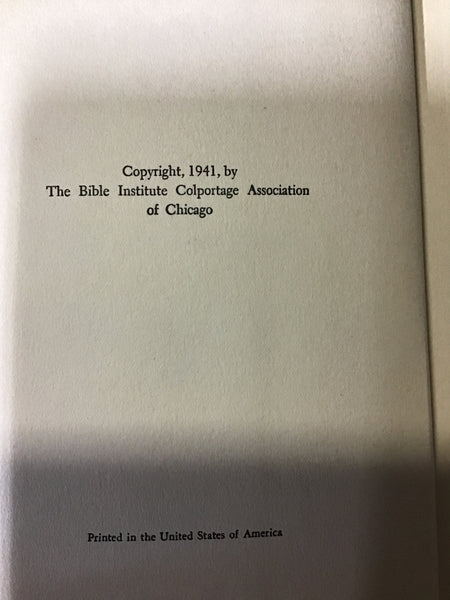 Copyright, 1941, by
The Bible Institute Colportage Association
of Chicago
Printed in the United States of America